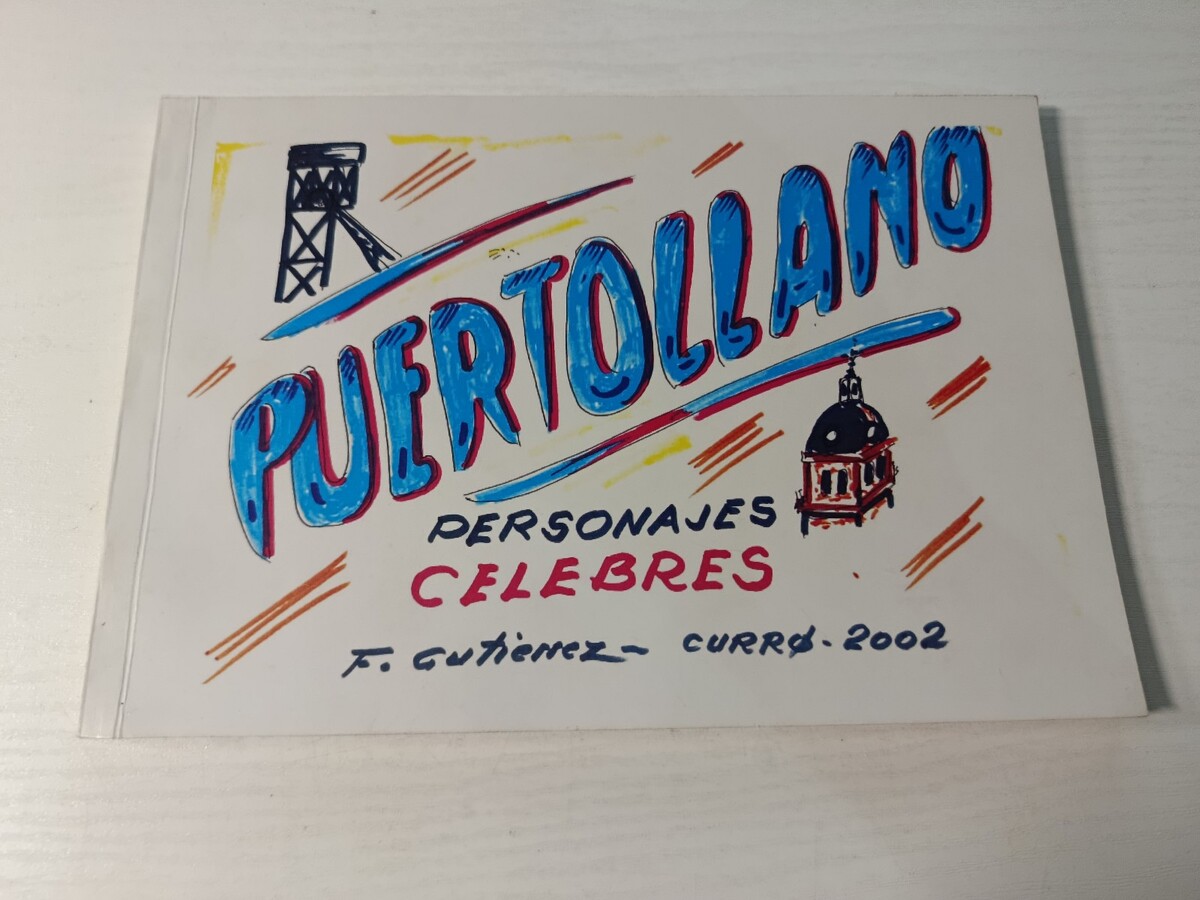 PUERTOLLANO
PERSONAJES
CELEBRES
F. Gutierrez - CURRO. 2002